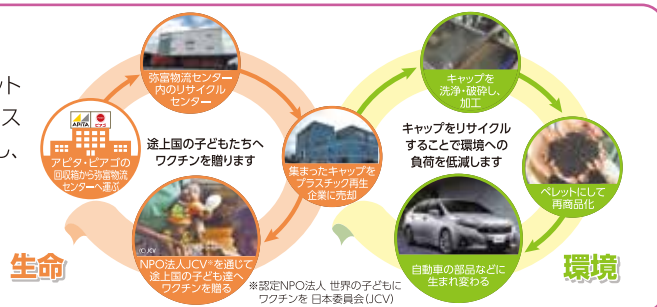 ット
ス
し、
弥富物流センター
内のリサイクル
センター
APITA
ピアゴ
アピタ・ピアゴの
回収箱から弥富物流
センターへ運ぶ
途上国の子どもたちへ
ワクチンを贈ります
集まったキャップを
プラスチック再生
企業に売却
(C)JCV
NPO法人JCV※を通じて
途上国の子ども達へ
ワクチンを贈る
生命
※認定NPO法人 世界の子どもに
ワクチンを 日本委員会(JCV)
キャップを
洗浄・破砕し、
加工
キャップをリサイクル
することで環境への
負荷を低減します
ペレットにして
再商品化
自動車の部品などに
生まれ変わる
環境